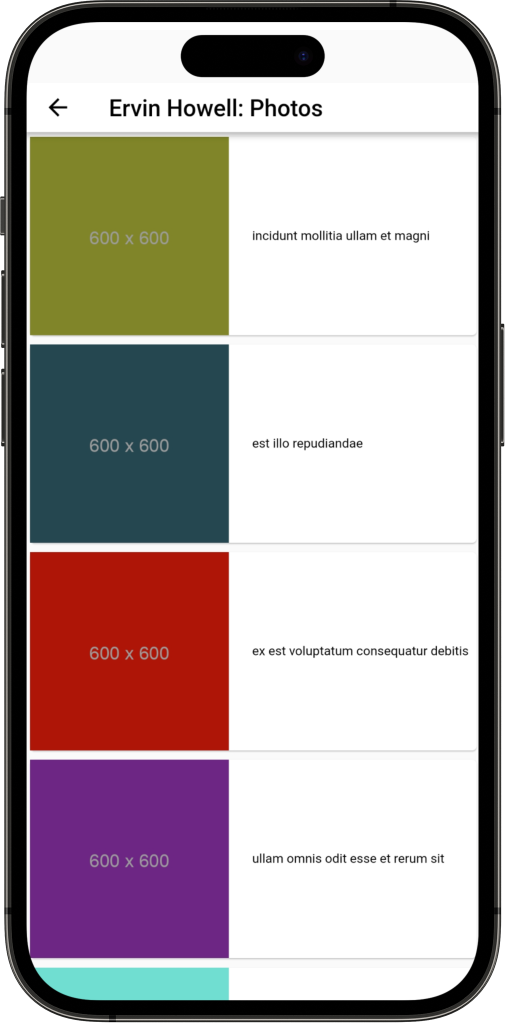 Ervin Howell: Photos
600 x 600
incidunt mollitia ullam et magni
600 x 600
est illo repudiandae
600 x 600
ex est voluptatum consequatur debitis
600 x 600
ullam omnis odit esse et rerum sit